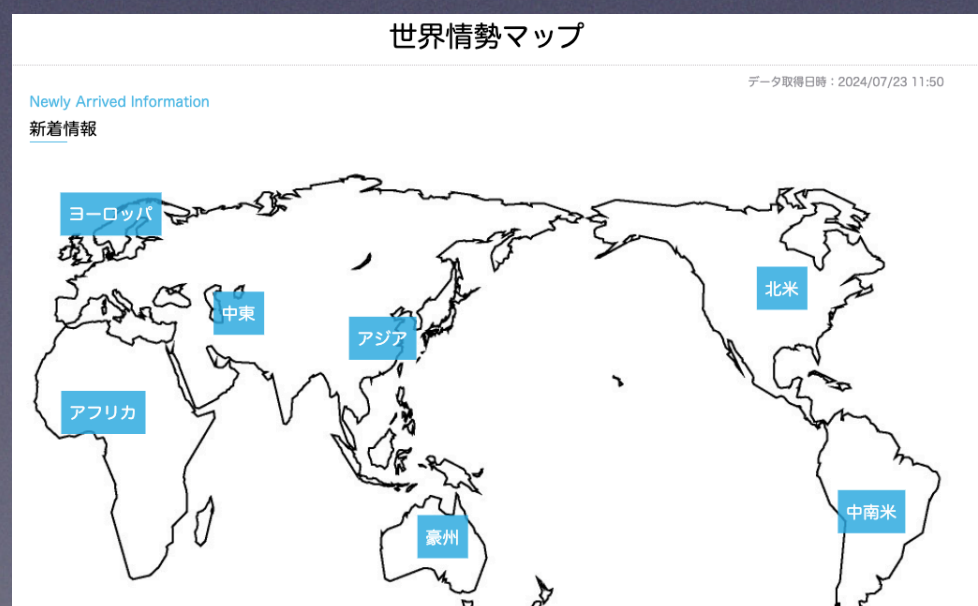 世界情勢マップ
データ取得日時：2024/07/23 11:50
Newly Arrived Information
新着情報
ヨーロッパ
北米
中東
アジア
アフリカ
中南米
豪州